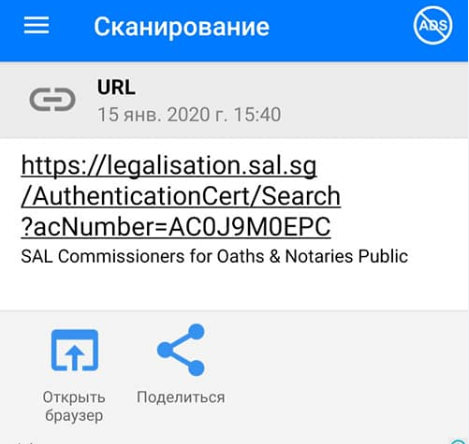 Сканирование
ADS
URL
15 янв. 2020 г. 15:40
https://legalisation.sal.sg
/AuthenticationCert/Search
?acNumber=AC0J9M0EPC
SAL Commissioners for Oaths & Notaries Public
Открыть
браузер
Поделиться